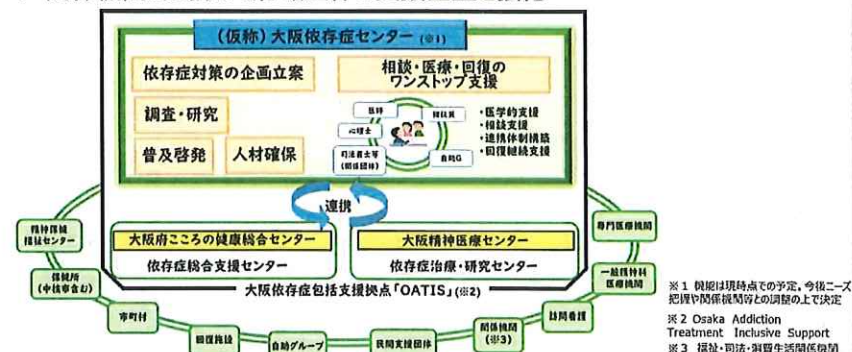 (仮称)大阪依存症センター(※1)
依存症対策の企画立案
調査・研究
普及啓発
人材確保
相談・医療・回復の
ワンストップ支援
医師
相談員
心理士
司法書士等
(関係団体)
自助G
・医学的支援
・相談支援
・連携体制構築
・回復継続支援
連携
大阪府こころの健康総合センター
依存症総合支援センター
大阪精神医療センター
依存症治療・研究センター
大阪依存症包括支援拠点「OATIS」(※2)
精神保健
福祉センター
保健所
(中核市含む)
市町村
回復施設
自助グループ
民間支援団体
関係機関
(※3)
訪問看護
一般精神科
医療機関
専門医療機関
※1 機能は現時点での予定。今後ニーズ
把握や関係機関等との調整の上で決定
※2 Osaka Addiction
Treatment Inclusive Support
※3 福祉・司法・消費生活関係機関